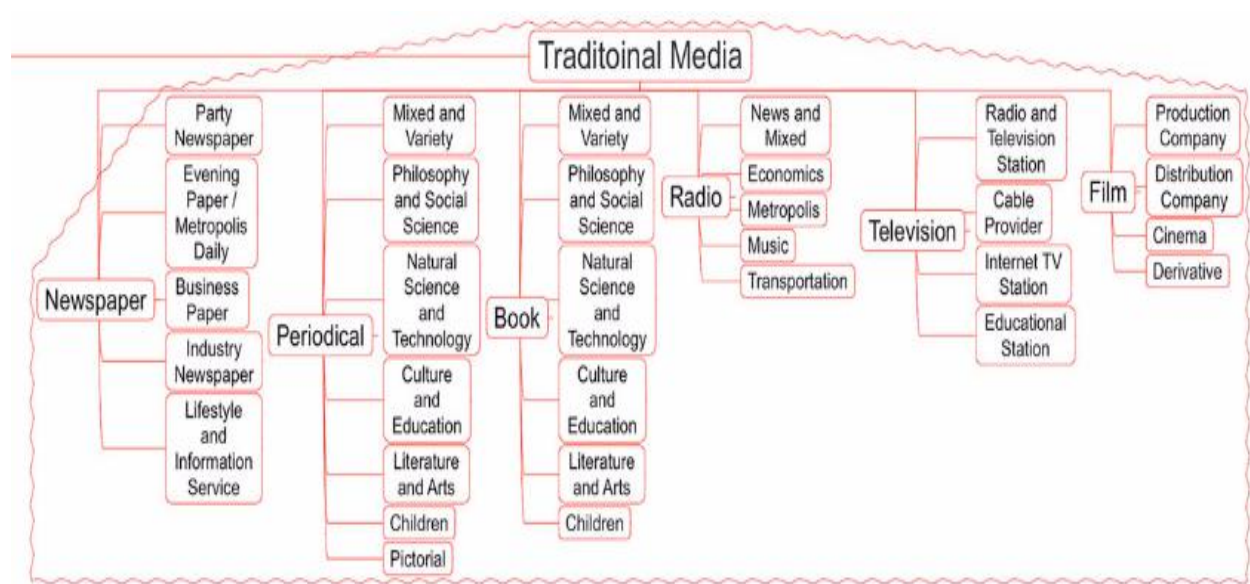 Traditoinal Media
Newspaper
Party
Newspaper
Evening
Paper /
Metropolis
Daily
Business
Paper
Industry
Newspaper
Lifestyle
and
Information
Service
Periodical
Mixed and
Variety
Philosophy
and Social
Science
Natural
Science
and
Technology
Culture
and
Education
Literature
and Arts
Children
Pictorial
Book
Mixed and
Variety
Philosophy
and Social
Science
Natural
Science
and
Technology
Culture
and
Education
Literature
and Arts
Children
Radio
News and
Mixed
Economics
Metropolis
Music
Transportation
Television
Radio and
Television
Station
Cable
Provider
Internet TV
Station
Educational
Station
Film
Production
Company
Distribution
Company
Cinema
Derivative